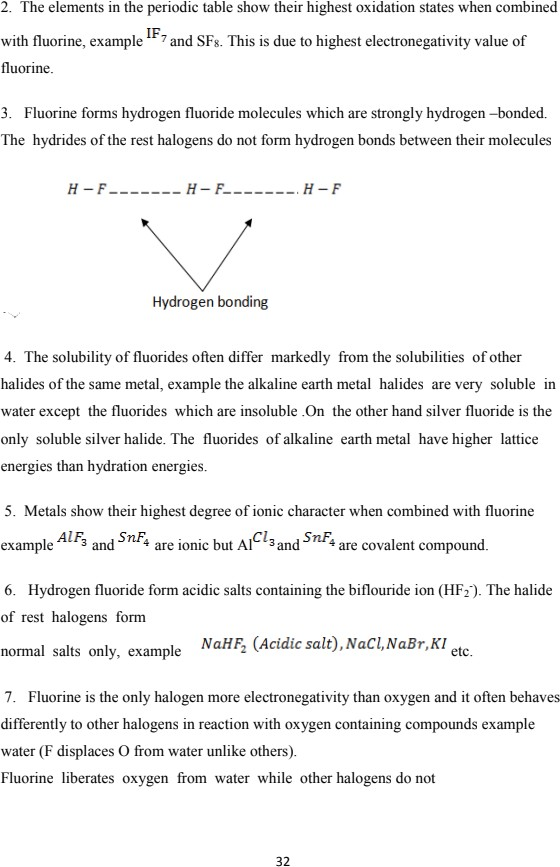 2. The elements in the periodic table show their highest oxidation states when combined
with fluorine, example IF₇ and SF₈. This is due to highest electronegativity value of
fluorine.
3. Fluorine forms hydrogen fluoride molecules which are strongly hydrogen –bonded.
The hydrides of the rest halogens do not form hydrogen bonds between their molecules
H – F _ _ _ _ _ _ _ H – F _ _ _ _ _ _ _ . H – F
Hydrogen bonding
4. The solubility of fluorides often differ markedly from the solubilities of other
halides of the same metal, example the alkaline earth metal halides are very soluble in
water except the fluorides which are insoluble .On the other hand silver fluoride is the
only soluble silver halide. The fluorides of alkaline earth metal have higher lattice
energies than hydration energies.
5. Metals show their highest degree of ionic character when combined with fluorine
example AlF₃ and SnF₄ are ionic but AlCl₃ and SnF₄ are covalent compound.
6. Hydrogen fluoride form acidic salts containing the biflouride ion (HF₂⁻). The halide
of rest halogens form
normal salts only, example NaHF₂ (Acidic salt), NaCl, NaBr, KI etc.
7. Fluorine is the only halogen more electronegativity than oxygen and it often behaves
differently to other halogens in reaction with oxygen containing compounds example
water (F displaces O from water unlike others).
Fluorine liberates oxygen from water while other halogens do not
32